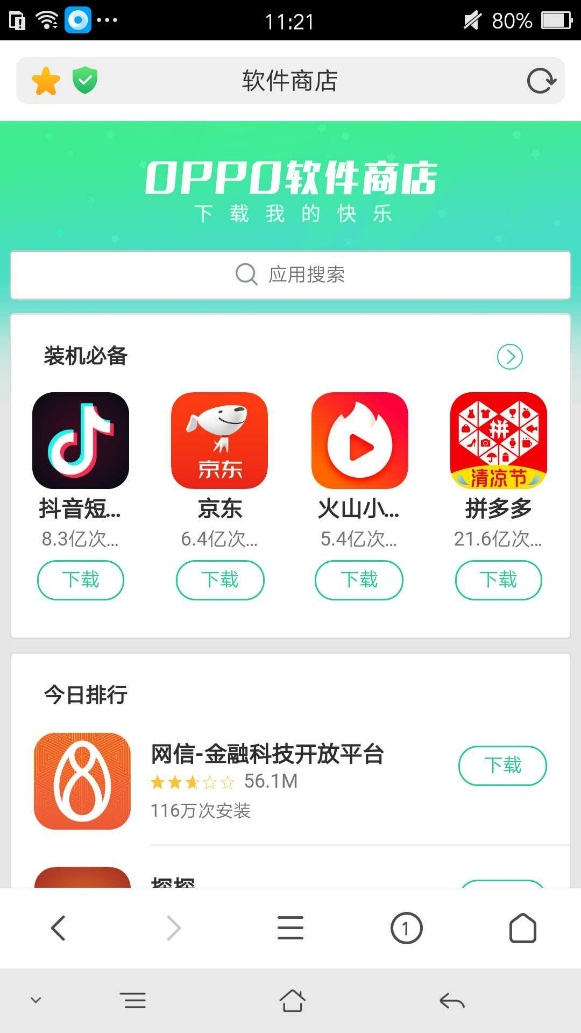 11:21
80%
软件商店
OPPO软件商店
下载我的快乐
应用搜索
装机必备
京东
拼
清凉节
抖音短...
京东
火山小...
拼多多
8.3亿次...
6.4亿次...
5.4亿次...
21.6亿次...
下载
下载
下载
下载
今日排行
网信-金融科技开放平台
56.1M
116万次安装
下载
探探
1